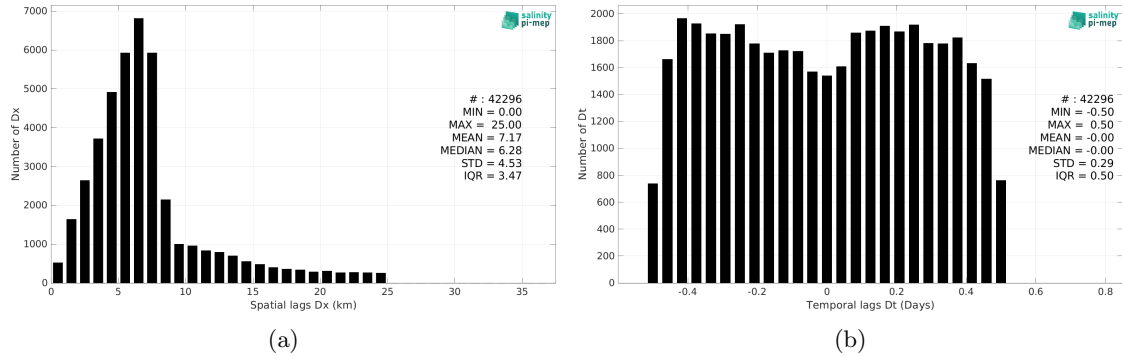 7000
6000
5000
4000
3000
2000
1000
0
Number of Dx
salinity
pi-mep
# : 42296
MIN = 0.00
MAX = 25.00
MEAN = 7.17
MEDIAN = 6.28
STD = 4.53
IQR = 3.47
0 5 10 15 20 25 30 35
Spatial lags Dx (km)
(a)
2000
1800
1600
1400
1200
1000
800
600
400
200
0
Number of Dt
salinity
pi-mep
# : 42296
MIN = -0.50
MAX = 0.50
MEAN = -0.00
MEDIAN = -0.00
STD = 0.29
IQR = 0.50
-0.4 -0.2 0 0.2 0.4 0.6 0.8
Temporal lags Dt (Days)
(b)